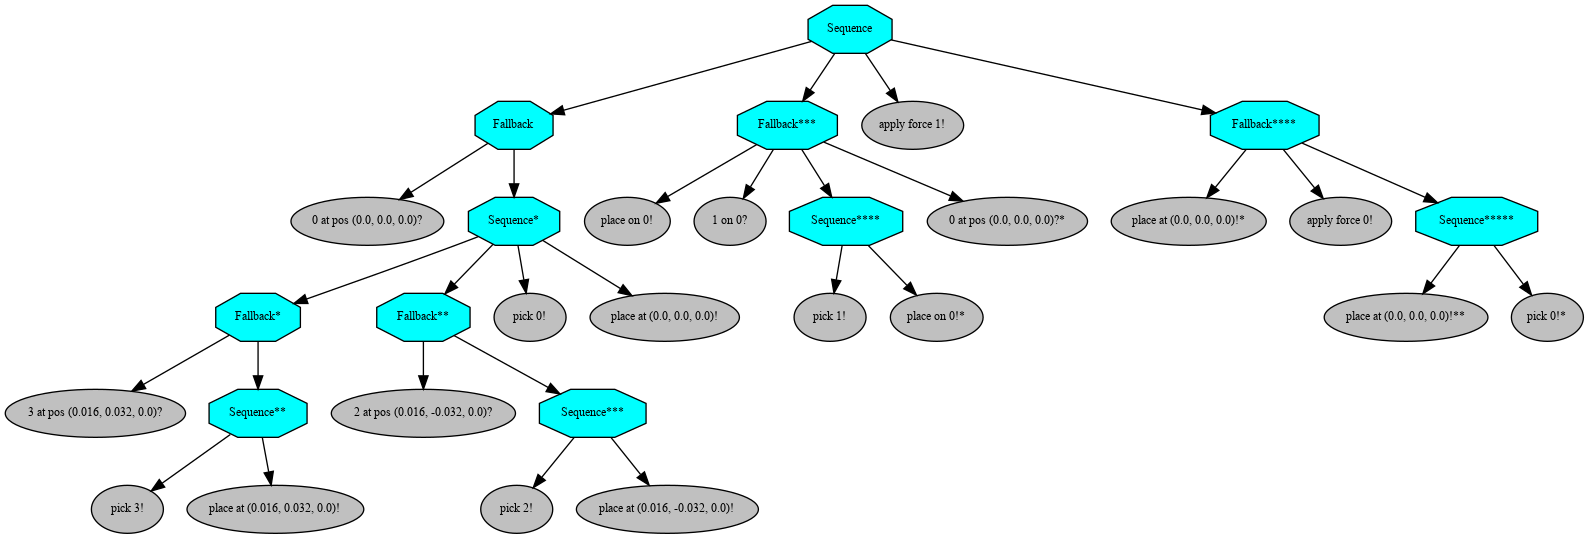 Sequence
Fallback
Fallback***
apply force 1!
Fallback****
0 at pos (0.0, 0.0, 0.0)?
Sequence*
place on 0!
1 on 0?
Sequence****
0 at pos (0.0, 0.0, 0.0)?*
place at (0.0, 0.0, 0.0)!*
apply force 0!
Sequence*****
Fallback*
Fallback**
pick 0!
place at (0.0, 0.0, 0.0)!
pick 1!
place on 0!*
place at (0.0, 0.0, 0.0)!**
pick 0!*
3 at pos (0.016, 0.032, 0.0)?
Sequence**
2 at pos (0.016, -0.032, 0.0)?
Sequence***
pick 3!
place at (0.016, 0.032, 0.0)!
pick 2!
place at (0.016, -0.032, 0.0)!